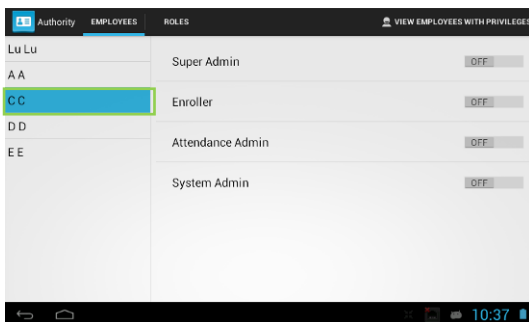 Authority EMPLOYEES ROLES VIEW EMPLOYEES WITH PRIVILEGES
Lu Lu
A A
C C
D D
E E
Super Admin OFF
Enroller OFF
Attendance Admin OFF
System Admin OFF
10:37